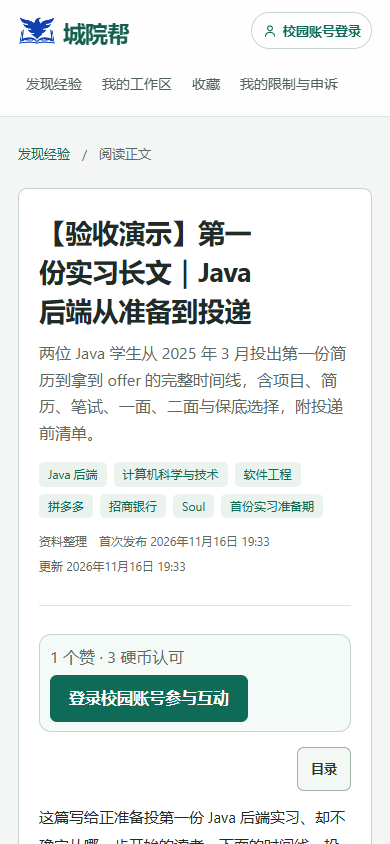 城院帮
校园账号登录
发现经验 我的工作区 收藏 我的限制与申诉
发现经验 / 阅读正文
【验收演示】第一
份实习长文｜Java
后端从准备到投递
两位 Java 学生从 2025 年 3 月投出第一份简
历到拿到 offer 的完整时间线，含项目、简
历、笔试、一面、二面与保底选择，附投递
前清单。
Java 后端 计算机科学与技术 软件工程
拼多多 招商银行 Soul 首份实习准备期
资料整理 首次发布 2026年11月16日 19:33
更新 2026年11月16日 19:33
1 个赞 · 3 硬币认可
登录校园账号参与互动
目录
这篇写给正准备投第一份 Java 后端实习、却不